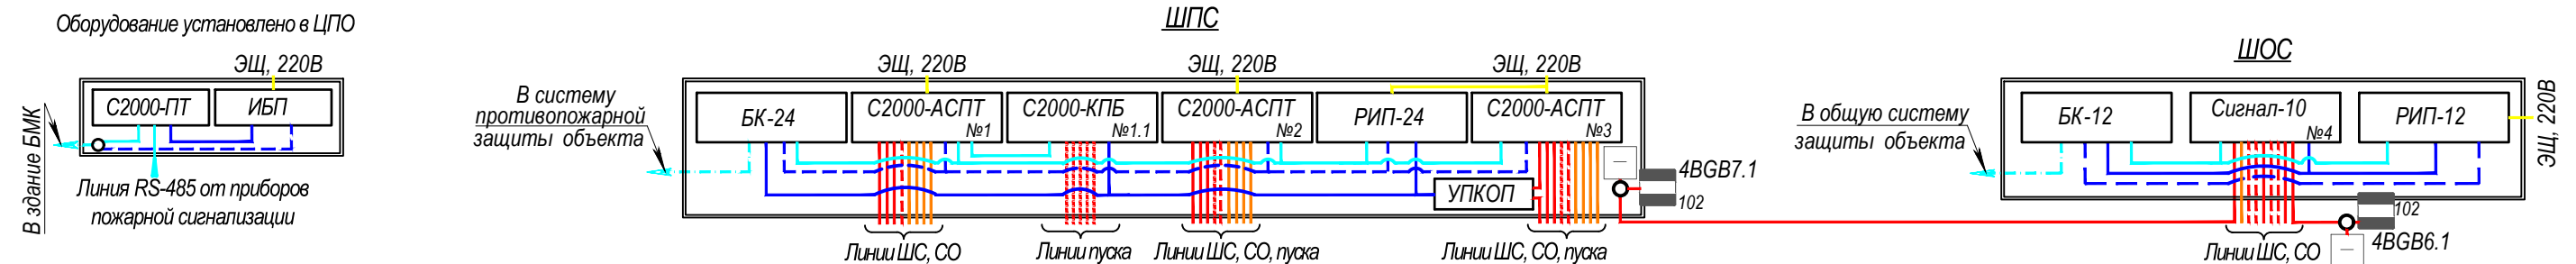 Оборудование установлено в ЦПО
ЭЩ, 220В
С2000-ПТ
ИБП
В здание БМК
Линия RS-485 от приборов
пожарной сигнализации
ШПС
В систему
противопожарной
защиты объекта
ЭЩ, 220В
ЭЩ, 220В
ЭЩ, 220В
БК-24
С2000-АСПТ
№1
С2000-КПБ
№1.1
С2000-АСПТ
№2
РИП-24
С2000-АСПТ
№3
УПКОП
4BGB7.1
102
Линии ШС, СО
Линии пуска
Линии ШС, СО, пуска
Линии ШС, СО, пуска
ШОС
В общую систему
защиты объекта
БК-12
Сигнал-10
№4
РИП-12
ЭЩ, 220В
102
4BGB6.1
Линии ШС, СО